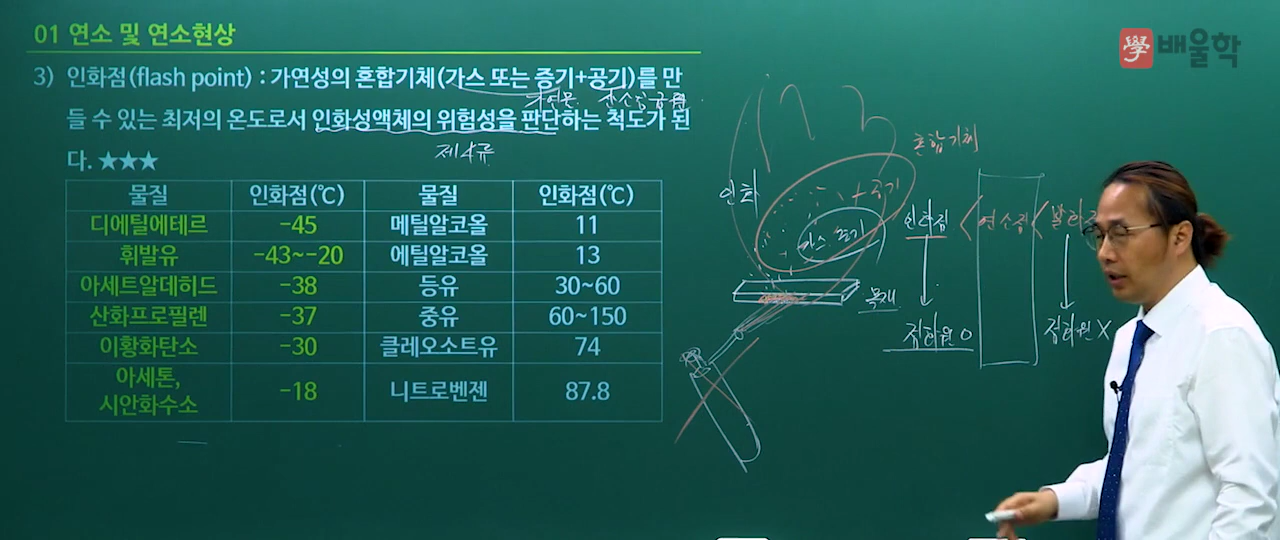 01 연소 및 연소현상
學 배울학
3) 인화점(flash point) : 가연성의 혼합기체(가스 또는 증기+공기)를 만
가연물 산소공급원
들 수 있는 최저의 온도로서 인화성액체의 위험성을 판단하는 척도가 된
제4류
다. ★★★
물질 인화점(℃) 물질 인화점(℃)
디에틸에테르 -45 메틸알코올 11
휘발유 -43~-20 에틸알코올 13
아세트알데히드 -38 등유 30~60
산화프로필렌 -37 중유 60~150
이황화탄소 -30 클레오소트유 74
아세톤,
시안화수소 -18 니트로벤젠 87.8
혼합기체
인화
+공기
가스 증기
인화점 < 연소점 <
목재
점화원 O 점화원 X